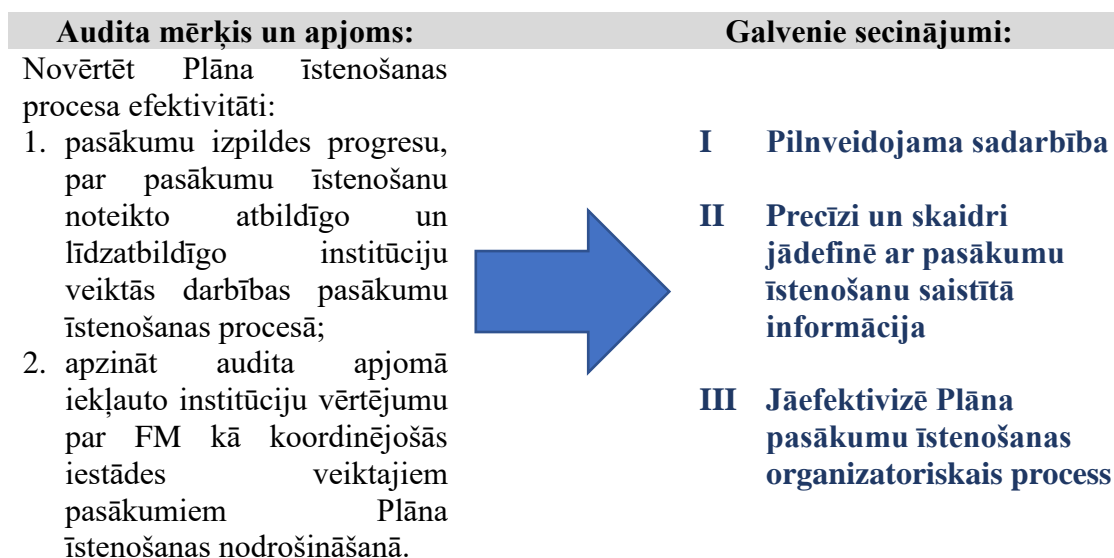 Audita mērķis un apjoms:
Novērtēt Plāna īstenošanas
procesa efektivitāti:
1. pasākumu izpildes progresu,
par pasākumu īstenošanu
noteikto atbildīgo un
līdzatbildīgo institūciju
veiktās darbības pasākumu
īstenošanas procesā;
2. apzināt audita apjomā
iekļauto institūciju vērtējumu
par FM kā koordinējošās
iestādes veiktajiem
pasākumiem Plāna
īstenošanas nodrošināšanā.
Galvenie secinājumi:
I Pilnveidojama sadarbība
II Precīzi un skaidri
jādefinē ar pasākumu
īstenošanu saistītā
informācija
III Jāefektivizē Plāna
pasākumu īstenošanas
organizatoriskais process